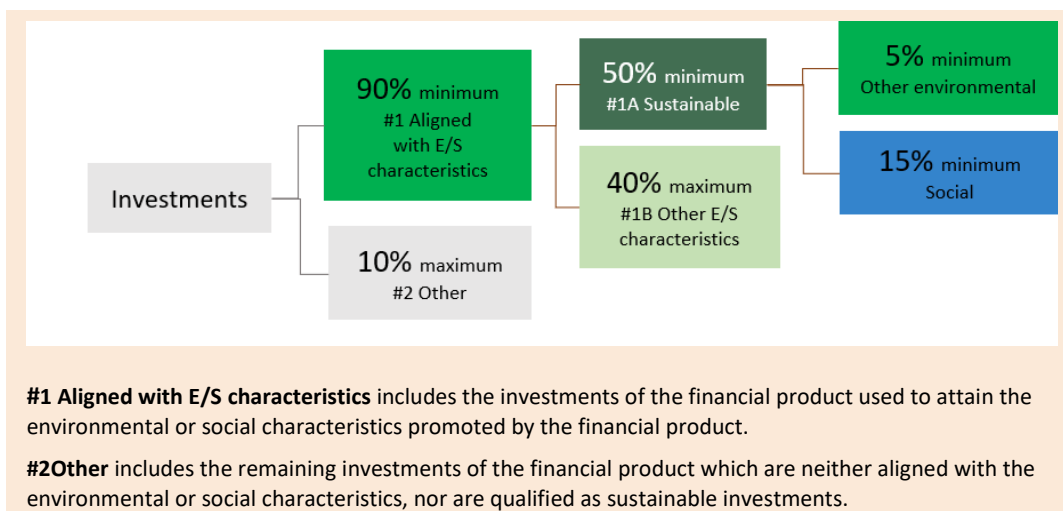 90% minimum
#1 Aligned
with E/S
characteristics
50% minimum
#1A Sustainable
5% minimum
Other environmental
Investments
40% maximum
#1B Other E/S
characteristics
15% minimum
Social
10% maximum
#2 Other
#1 Aligned with E/S characteristics includes the investments of the financial product used to attain the
environmental or social characteristics promoted by the financial product.
#2Other includes the remaining investments of the financial product which are neither aligned with the
environmental or social characteristics, nor are qualified as sustainable investments.